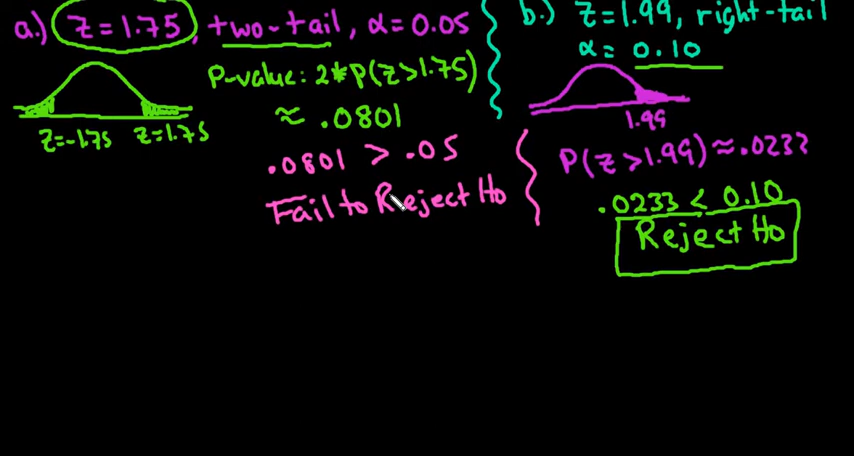 a.) z=1.75, two-tail, α=0.05
P-value: 2*P(z>1.75)
≈ .0801
z=-1.75 z=1.75
.0801 > .05
Fail to Reject Ho
b.) z=1.99, right-tail
α= 0.10
1.99
P(z>1.99)≈.0233
.0233 < 0.10
Reject Ho